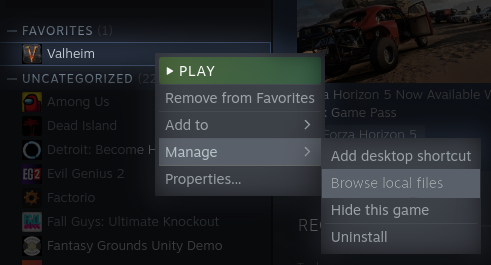 FAVORITES (1)
Valheim
UNCATEGORIZED (22
Among Us
Dead Island
Detroit: Become H
Evil Genius 2
Factorio
Fall Guys: Ultimate Knockout
Fantasy Grounds Unity Demo
PLAY
Remove from Favorites
Add to
Manage
Properties...
Add desktop shortcut
Browse local files
Hide this game
Uninstall
a Horizon 5 Now Available W
: Game Pass
Forza Horizon 5
RE